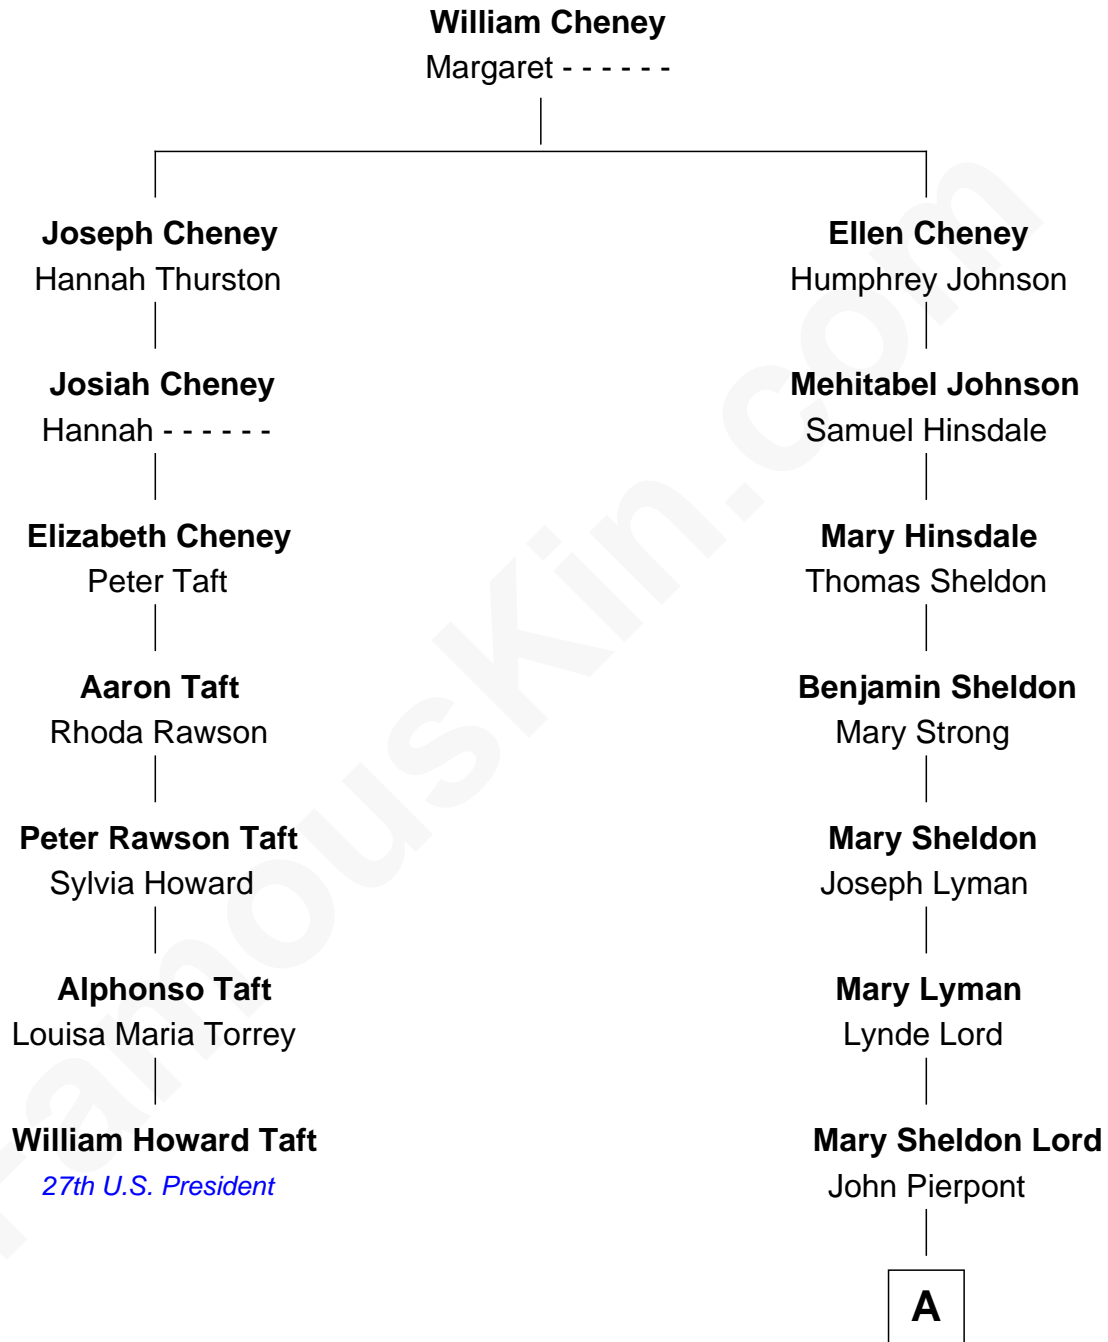 William Cheney
Margaret - - - - - -
Joseph Cheney
Hannah Thurston
Ellen Cheney
Humphrey Johnson
Josiah Cheney
Hannah - - - - - -
Mehitabel Johnson
Samuel Hinsdale
Elizabeth Cheney
Peter Taft
Mary Hinsdale
Thomas Sheldon
Aaron Taft
Rhoda Rawson
Benjamin Sheldon
Mary Strong
Peter Rawson Taft
Sylvia Howard
Mary Sheldon
Joseph Lyman
Alphonso Taft
Louisa Maria Torrey
Mary Lyman
Lynde Lord
William Howard Taft
27th U.S. President
Mary Sheldon Lord
John Pierpont
A
FamousKin.com